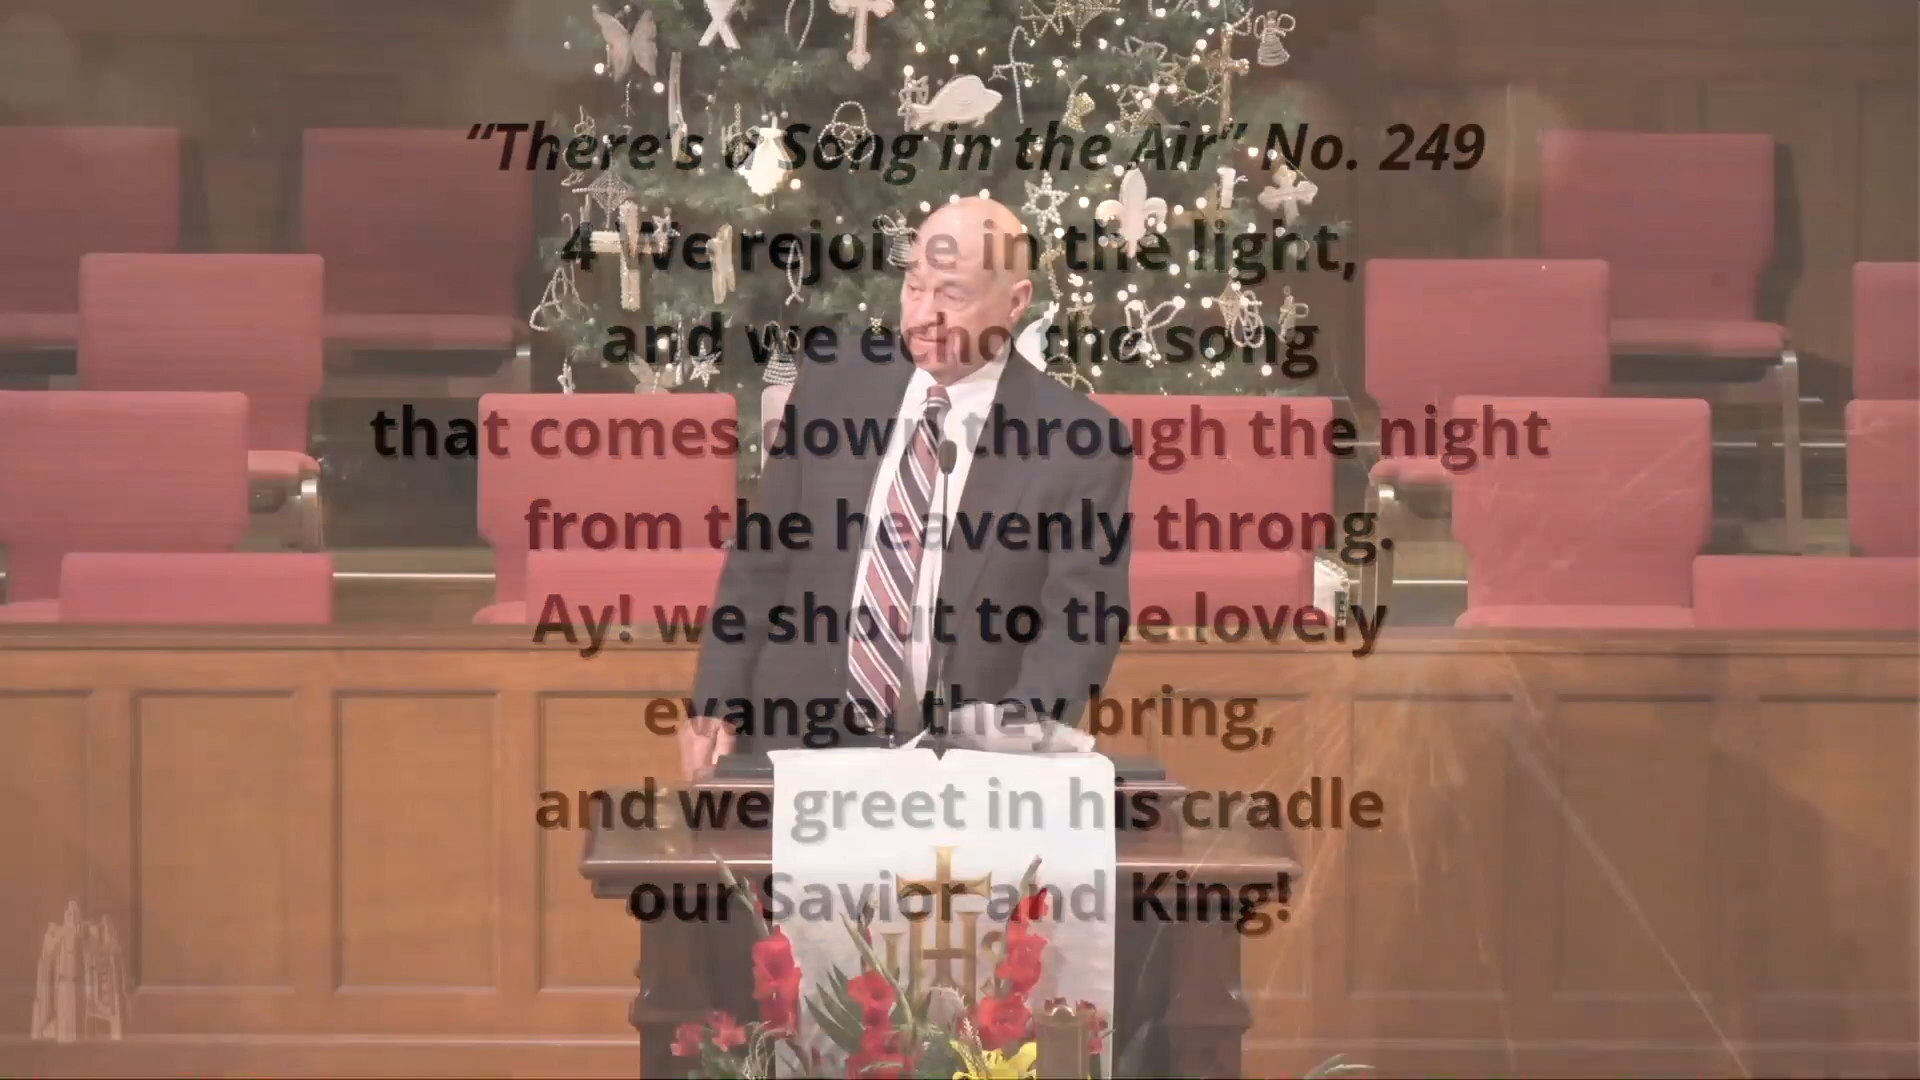 “There's a Song in the Air” No. 249
4 We rejoice in the light,
and we echo the song
that comes down through the night
from the heavenly throng.
Ay! we shout to the lovely
evangel they bring,
and we greet in his cradle
our Savior and King!
IHS